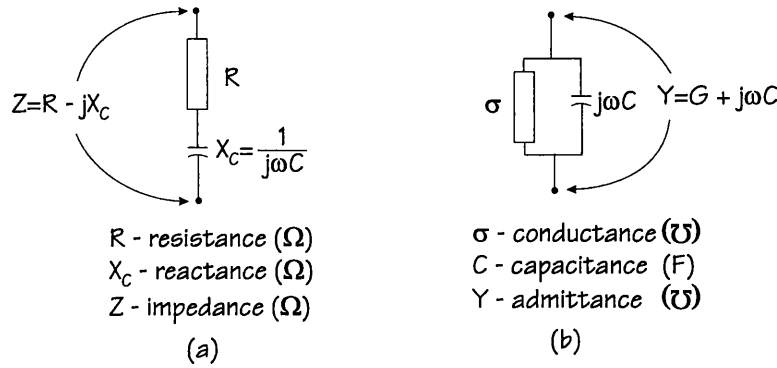 Z=R - jX_C
R
X_C = 1/jωC
R - resistance (Ω)
X_C - reactance (Ω)
Z - impedance (Ω)
(a)
σ
jωC
Y=G + jωC
σ - conductance (℧)
C - capacitance (F)
Y - admittance (℧)
(b)